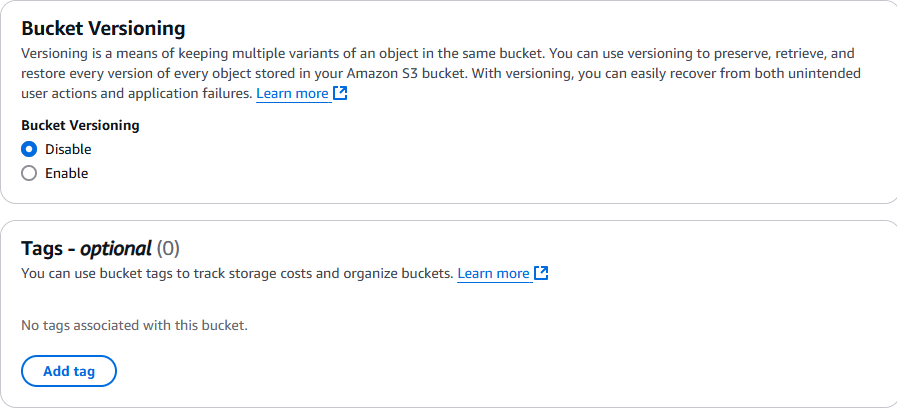 Bucket Versioning
Versioning is a means of keeping multiple variants of an object in the same bucket. You can use versioning to preserve, retrieve, and
restore every version of every object stored in your Amazon S3 bucket. With versioning, you can easily recover from both unintended
user actions and application failures. Learn more
Bucket Versioning
Disable
Enable
Tags - optional (0)
You can use bucket tags to track storage costs and organize buckets. Learn more
No tags associated with this bucket.
Add tag